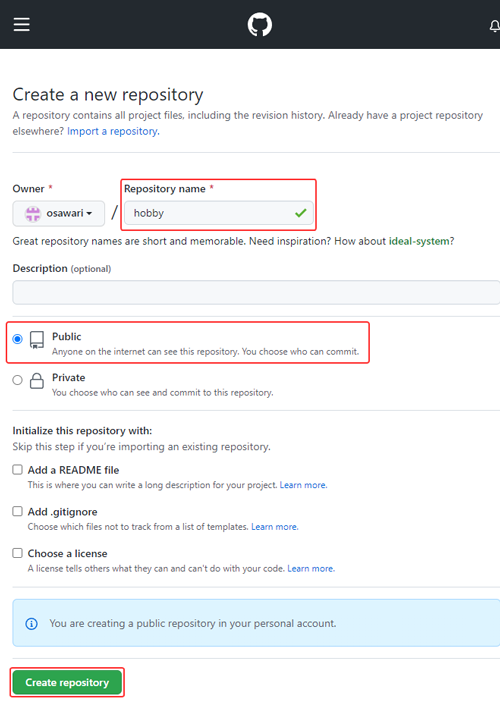 Create a new repository
A repository contains all project files, including the revision history. Already have a project repository
elsewhere? Import a repository.
Owner * Repository name *
osawari / hobby
Great repository names are short and memorable. Need inspiration? How about ideal-system?
Description (optional)
Public
Anyone on the internet can see this repository. You choose who can commit.
Private
You choose who can see and commit to this repository.
Initialize this repository with:
Skip this step if you're importing an existing repository.
Add a README file
This is where you can write a long description for your project. Learn more.
Add .gitignore
Choose which files not to track from a list of templates. Learn more.
Choose a license
A license tells others what they can and can't do with your code. Learn more.
You are creating a public repository in your personal account.
Create repository